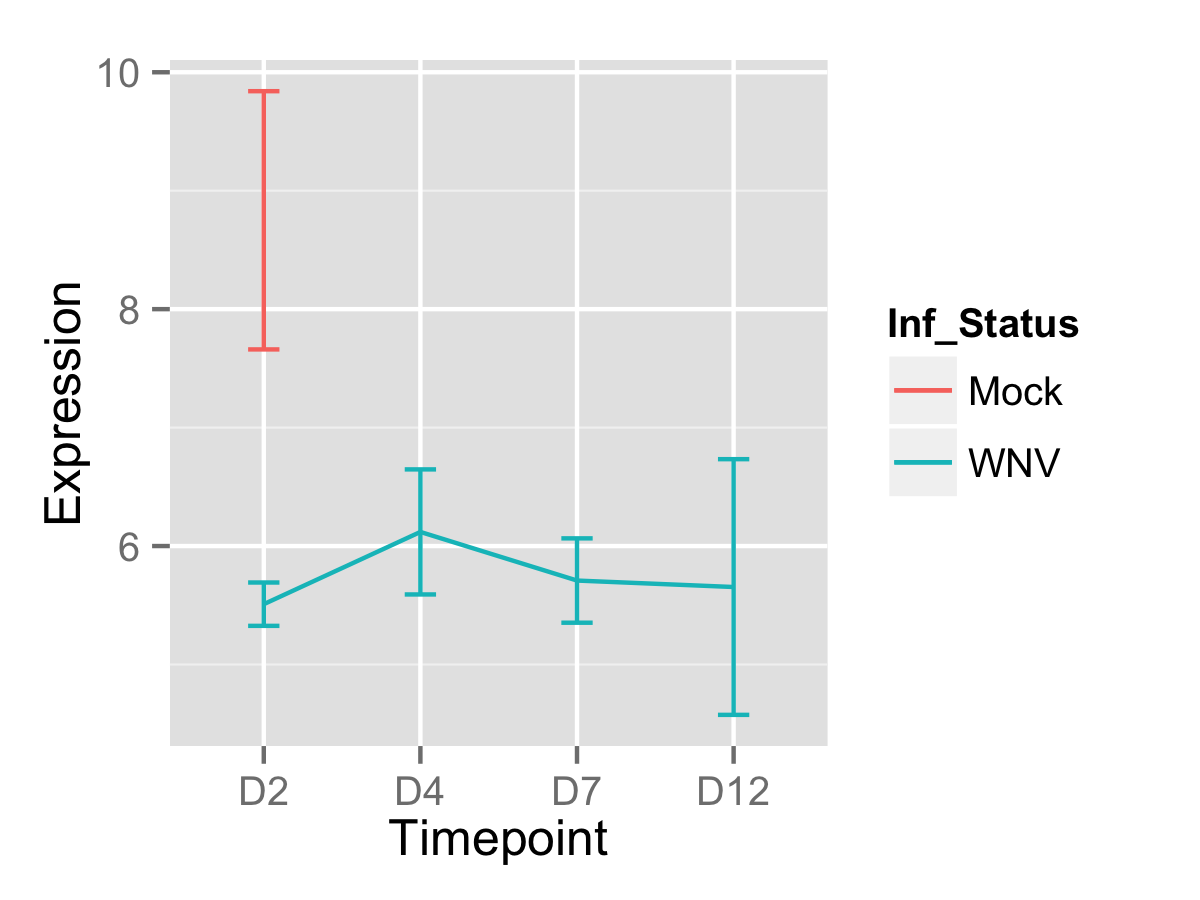 10
8
6
Expression
D2 D4 D7 D12
Timepoint
Inf_Status
Mock
WNV